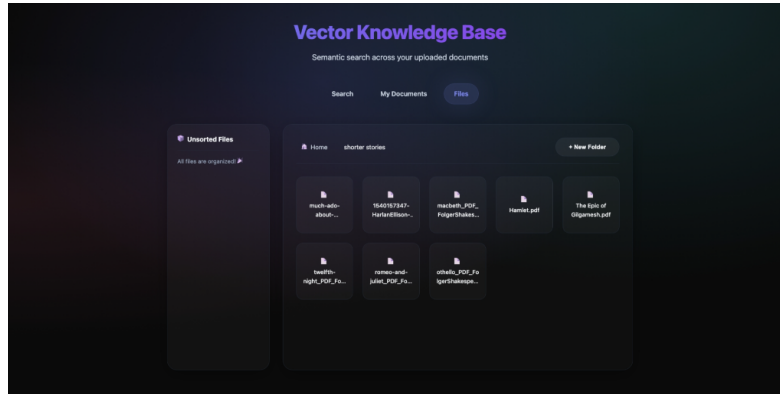 Vector Knowledge Base
Semantic search across your uploaded documents
Search
My Documents
Files
Unsorted Files
All files are organized!
Home
shorter stories
+ New Folder
much-ado-
about-...
1540157347-
HarlanEllison-..
macbeth_PDF_
FolgerShakes...
Hamlet.pdf
The Epic of
Gilgamesh.pdf
twelfth-
night_PDF_Fo...
romeo-and-
juliet_PDF_Fo...
othello_PDF_Fo
lgerShakespe...